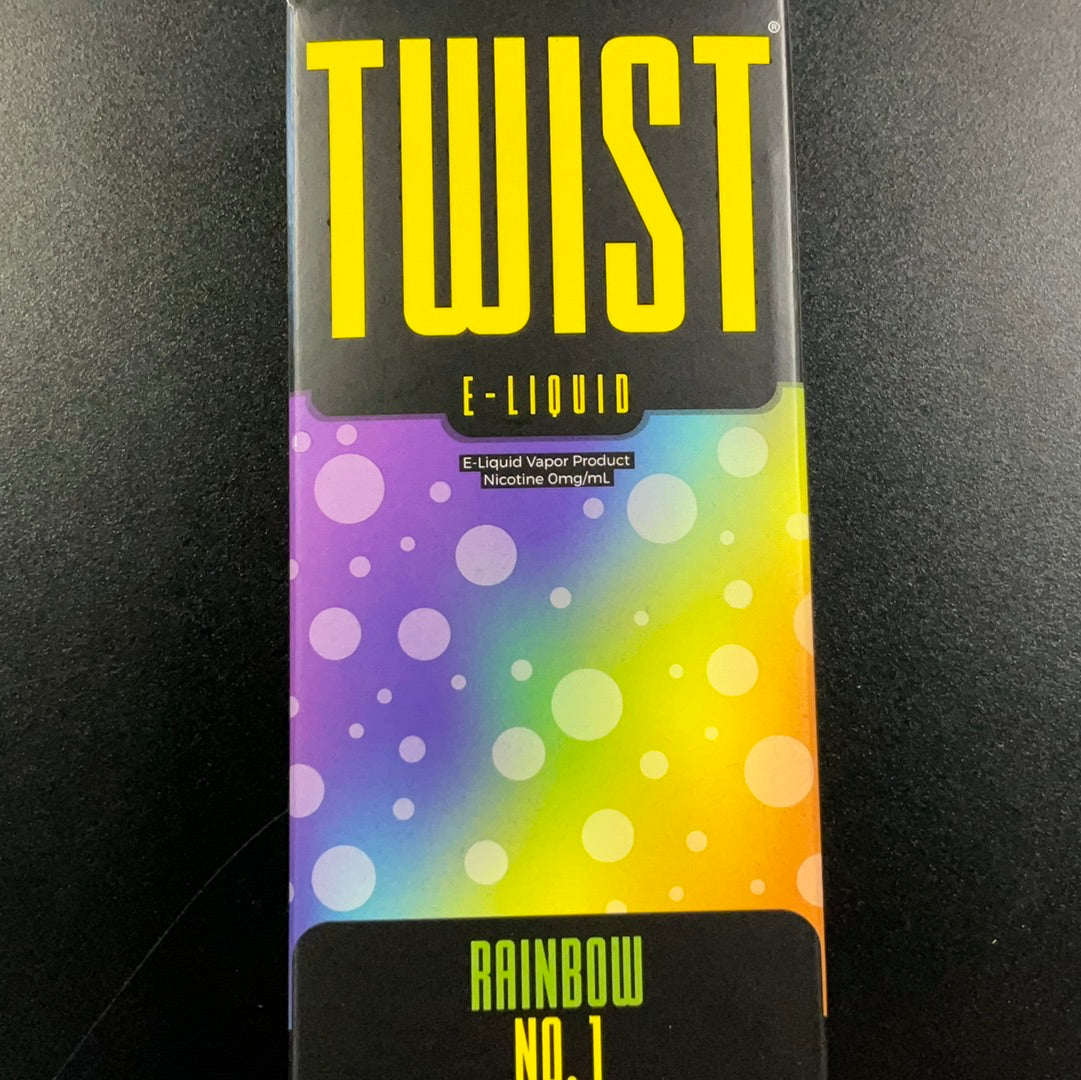 TWIST®
E-LIQUID
E-Liquid Vapor Product
Nicotine 0mg/mL
RAINBOW
NO. 1